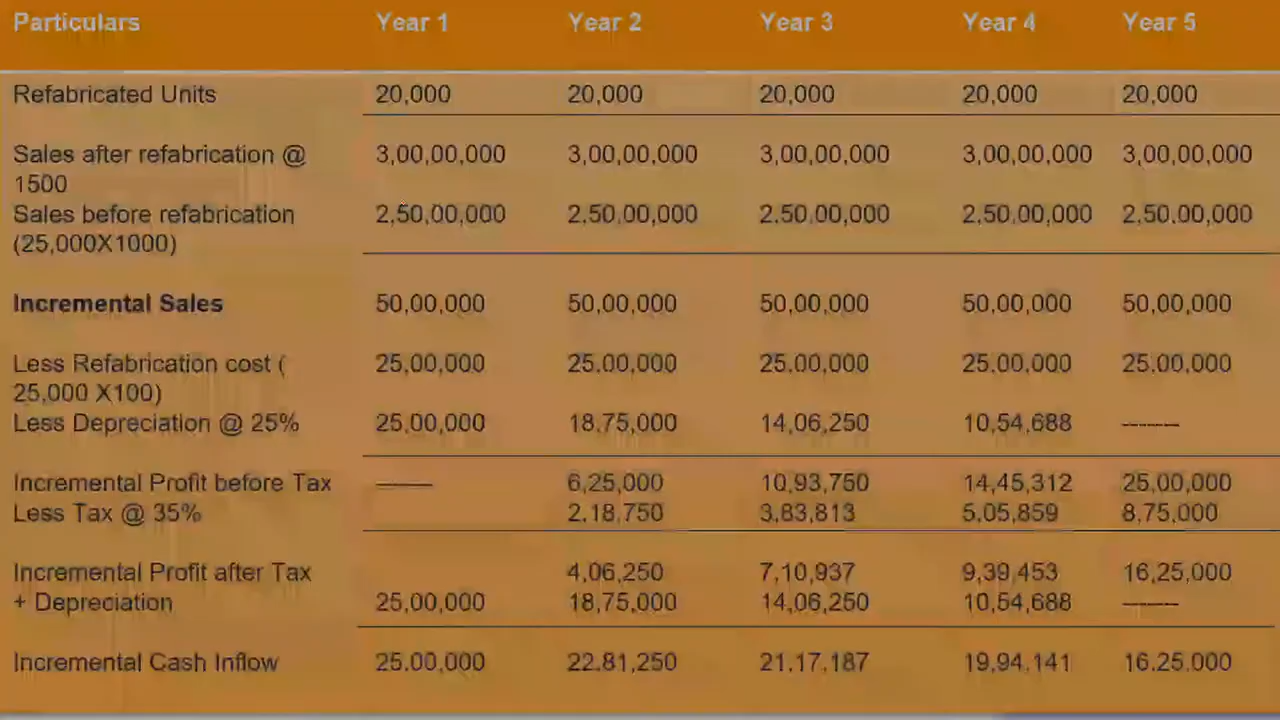 Particulars Year 1 Year 2 Year 3 Year 4 Year 5
Refabricated Units 20,000 20,000 20,000 20,000 20,000
Sales after refabrication @ 3,00,00,000 3,00,00,000 3,00,00,000 3,00,00,000 3,00,00,000
1500
Sales before refabrication 2,50,00,000 2,50,00,000 2,50,00,000 2,50,00,000 2,50,00,000
(25,000X1000)
Incremental Sales 50,00,000 50,00,000 50,00,000 50,00,000 50,00,000
Less Refabrication cost ( 25,00,000 25,00,000 25,00,000 25,00,000 25,00,000
25,000 X100)
Less Depreciation @ 25% 25,00,000 18,75,000 14,06,250 10,54,688 -------
Incremental Profit before Tax ------- 6,25,000 10,93,750 14,45,312 25,00,000
Less Tax @ 35% 2,18,750 3,83,813 5,05,859 8,75,000
Incremental Profit after Tax 4,06,250 7,10,937 9,39,453 16,25,000
+ Depreciation 25,00,000 18,75,000 14,06,250 10,54,688 -------
Incremental Cash Inflow 25,00,000 22,81,250 21,17,187 19,94,141 16,25,000